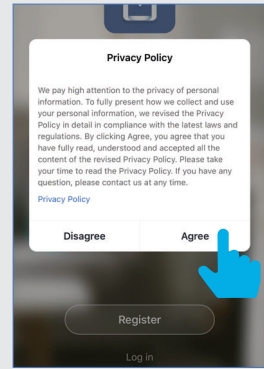 Privacy Policy
We pay high attention to the privacy of personal
information. To fully present how we collect and use
your personal information, we revised the Privacy
Policy in detail in compliance with the latest laws and
regulations. By clicking Agree, you agree that you
have fully read, understood and accepted all the
content of the revised Privacy Policy. Please take
your time to read the Privacy Policy. If you have any
question, please contact us at any time.
Privacy Policy
Disagree Agree
Register
Log in